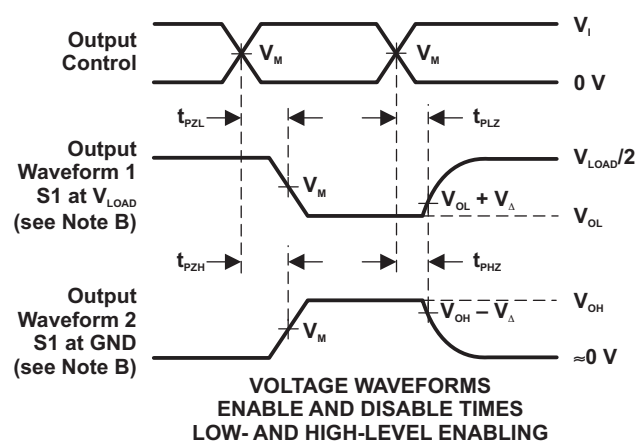 Output
Control
V_M
V_M
V_I
0 V
t_PZL
t_PLZ
Output
Waveform 1
S1 at V_LOAD
(see Note B)
V_M
V_OL + V_Δ
V_LOAD/2
V_OL
t_PZH
t_PHZ
Output
Waveform 2
S1 at GND
(see Note B)
V_M
V_OH – V_Δ
V_OH
≈0 V
VOLTAGE WAVEFORMS
ENABLE AND DISABLE TIMES
LOW- AND HIGH-LEVEL ENABLING